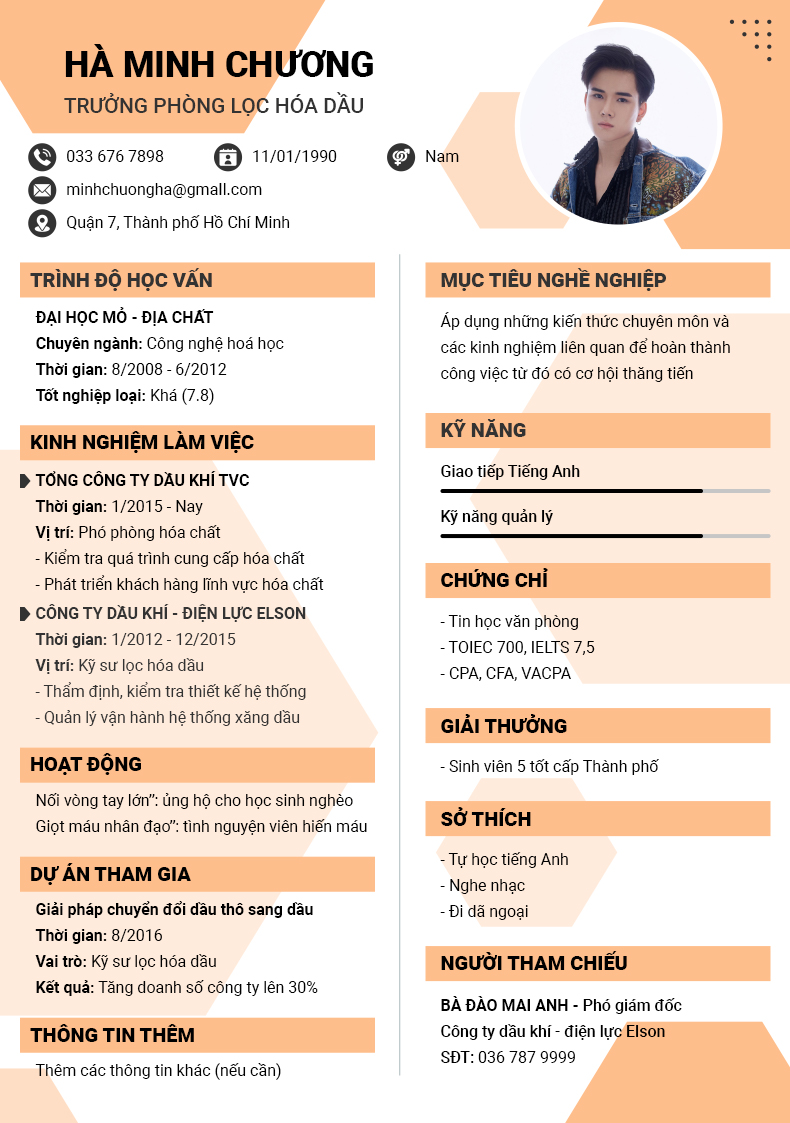 HÀ MINH CHƯƠNG
TRƯỞNG PHÒNG LỌC HÓA DẦU
033 676 7898
11/01/1990
Nam
minhchuongha@gmall.com
Quận 7, Thành phố Hồ Chí Minh
TRÌNH ĐỘ HỌC VẤN
ĐẠI HỌC MỎ - ĐỊA CHẤT
Chuyên ngành: Công nghệ hoá học
Thời gian: 8/2008 - 6/2012
Tốt nghiệp loại: Khá (7.8)
KINH NGHIỆM LÀM VIỆC
TỔNG CÔNG TY DẦU KHÍ TVC
Thời gian: 1/2015 - Nay
Vị trí: Phó phòng hóa chất
- Kiểm tra quá trình cung cấp hóa chất
- Phát triển khách hàng lĩnh vực hóa chất
CÔNG TY DẦU KHÍ - ĐIỆN LỰC ELSON
Thời gian: 1/2012 - 12/2015
Vị trí: Kỹ sư lọc hóa dầu
- Thẩm định, kiểm tra thiết kế hệ thống
- Quản lý vận hành hệ thống xăng dầu
HOẠT ĐỘNG
Nối vòng tay lớn”: ủng hộ cho học sinh nghèo
Giọt máu nhân đạo”: tình nguyện viên hiến máu
DỰ ÁN THAM GIA
Giải pháp chuyển đổi dầu thô sang dầu
Thời gian: 8/2016
Vai trò: Kỹ sư lọc hóa dầu
Kết quả: Tăng doanh số công ty lên 30%
THÔNG TIN THÊM
Thêm các thông tin khác (nếu cần)
MỤC TIÊU NGHỀ NGHIỆP
Áp dụng những kiến thức chuyên môn và
các kinh nghiệm liên quan để hoàn thành
công việc từ đó có cơ hội thăng tiến
KỸ NĂNG
Giao tiếp Tiếng Anh
Kỹ năng quản lý
CHỨNG CHỈ
- Tin học văn phòng
- TOIEC 700, IELTS 7,5
- CPA, CFA, VACPA
GIẢI THƯỞNG
- Sinh viên 5 tốt cấp Thành phố
SỞ THÍCH
- Tự học tiếng Anh
- Nghe nhạc
- Đi dã ngoại
NGƯỜI THAM CHIẾU
BÀ ĐÀO MAI ANH - Phó giám đốc
Công ty dầu khí - điện lực Elson
SĐT: 036 787 9999